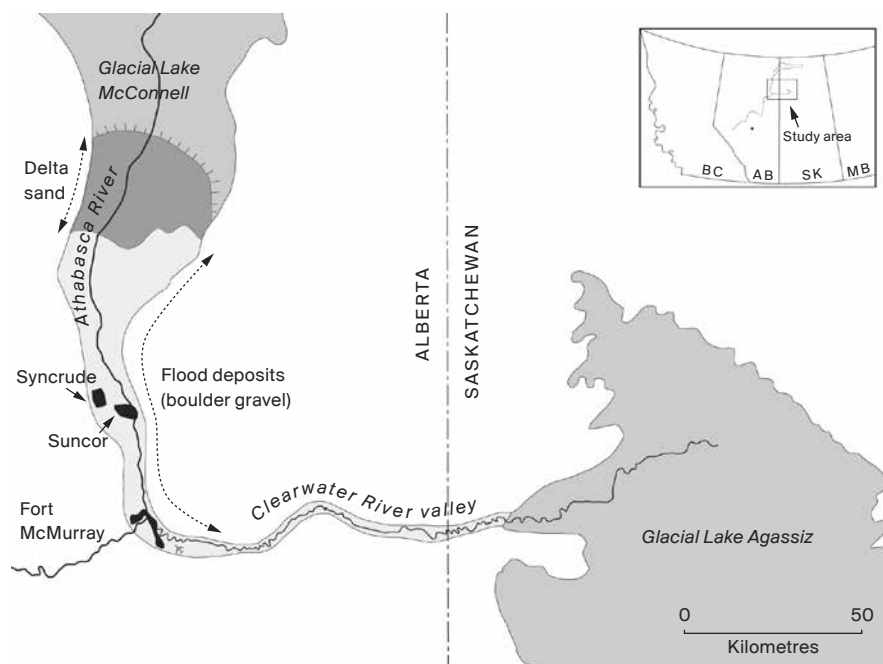 Glacial Lake
McConnell
Delta
sand
Athabasca River
Study area
BC
AB
SK
MB
ALBERTA
SASKATCHEWAN
Syncrude
Suncor
Flood deposits
(boulder gravel)
Fort
McMurray
Clearwater River valley
Glacial Lake Agassiz
0
50
Kilometres